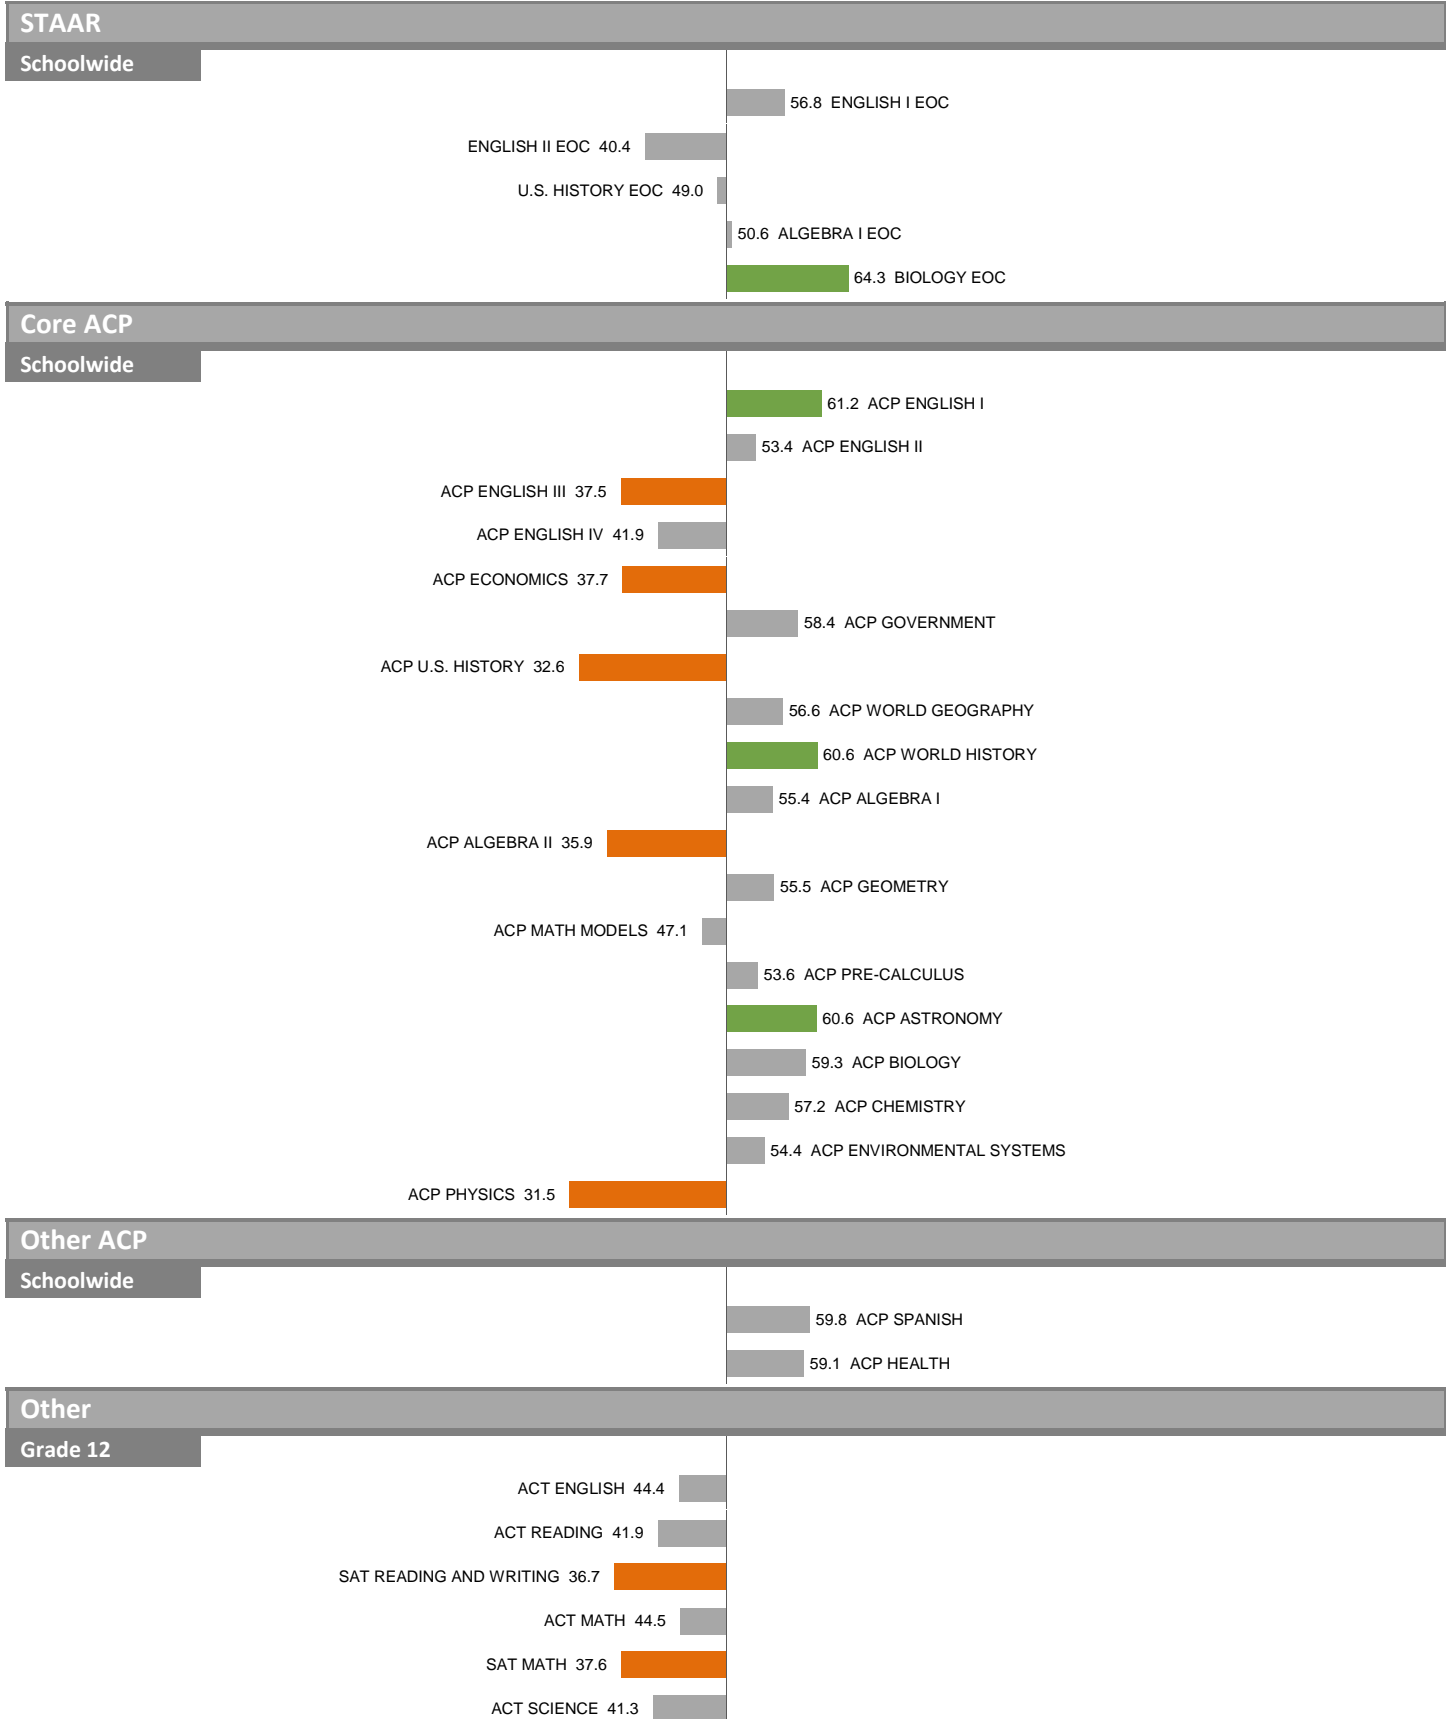 STAAR
Schoolwide
56.8 ENGLISH I EOC
ENGLISH II EOC 40.4
U.S. HISTORY EOC 49.0
50.6 ALGEBRA I EOC
64.3 BIOLOGY EOC
Core ACP
Schoolwide
61.2 ACP ENGLISH I
53.4 ACP ENGLISH II
ACP ENGLISH III 37.5
ACP ENGLISH IV 41.9
ACP ECONOMICS 37.7
58.4 ACP GOVERNMENT
ACP U.S. HISTORY 32.6
56.6 ACP WORLD GEOGRAPHY
60.6 ACP WORLD HISTORY
55.4 ACP ALGEBRA I
ACP ALGEBRA II 35.9
55.5 ACP GEOMETRY
ACP MATH MODELS 47.1
53.6 ACP PRE-CALCULUS
60.6 ACP ASTRONOMY
59.3 ACP BIOLOGY
57.2 ACP CHEMISTRY
54.4 ACP ENVIRONMENTAL SYSTEMS
ACP PHYSICS 31.5
Other ACP
Schoolwide
59.8 ACP SPANISH
59.1 ACP HEALTH
Other
Grade 12
ACT ENGLISH 44.4
ACT READING 41.9
SAT READING AND WRITING 36.7
ACT MATH 44.5
SAT MATH 37.6
ACT SCIENCE 41.3